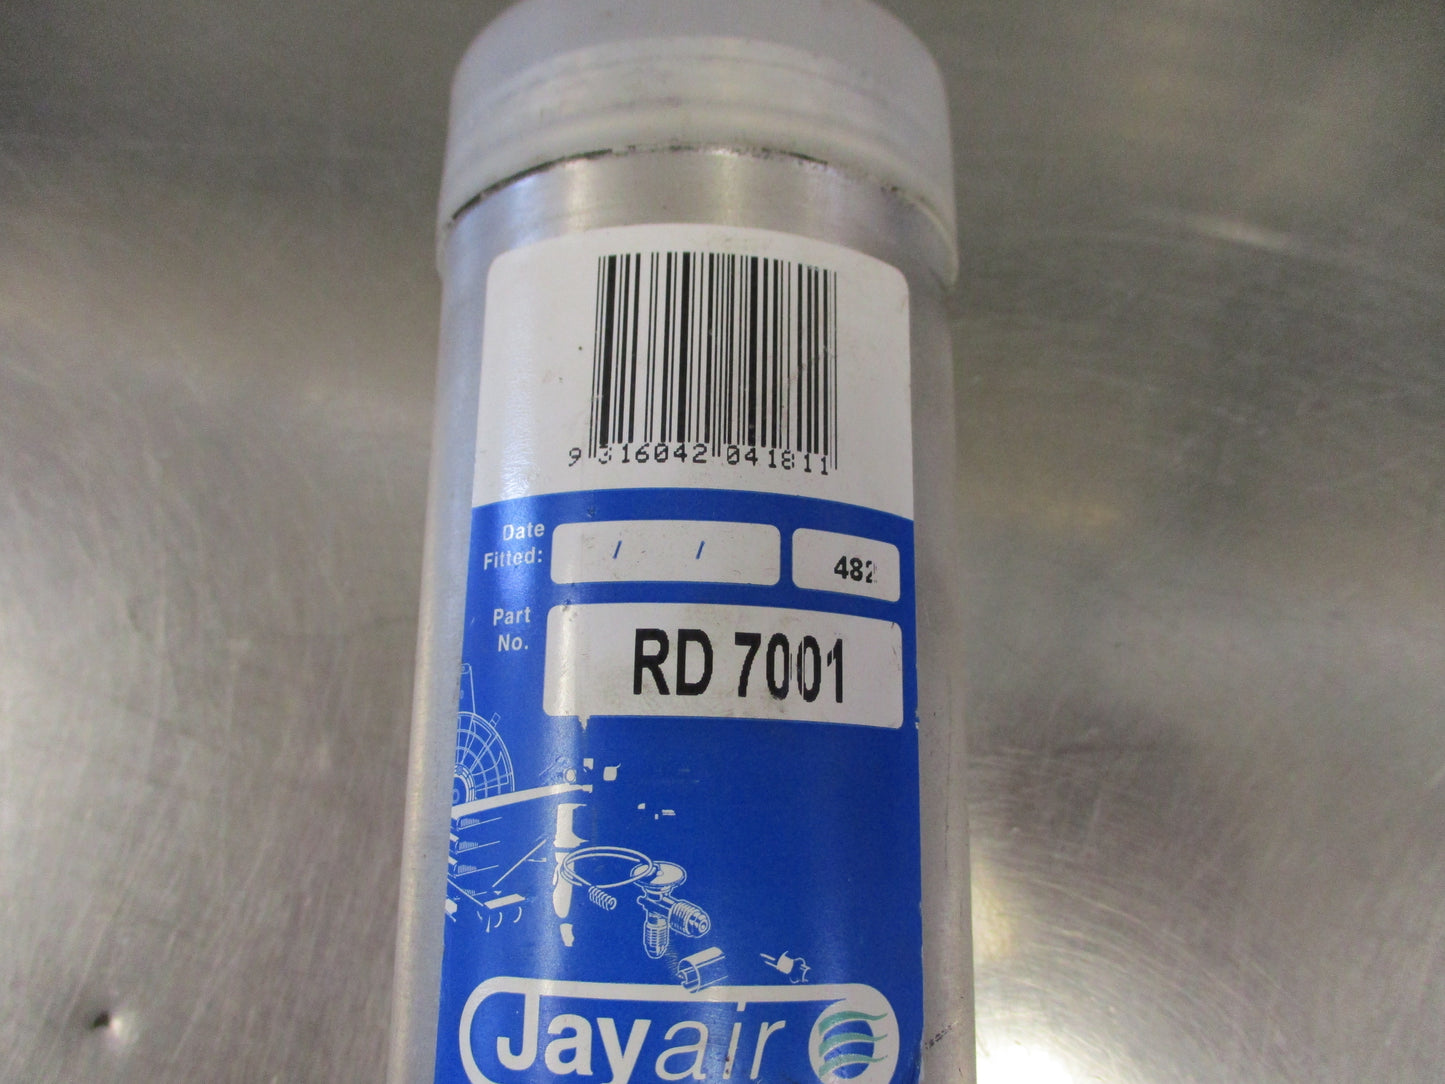 9 316042 041811
Date
Fitted: / / 482
Part
No. RD 7001
Jayair